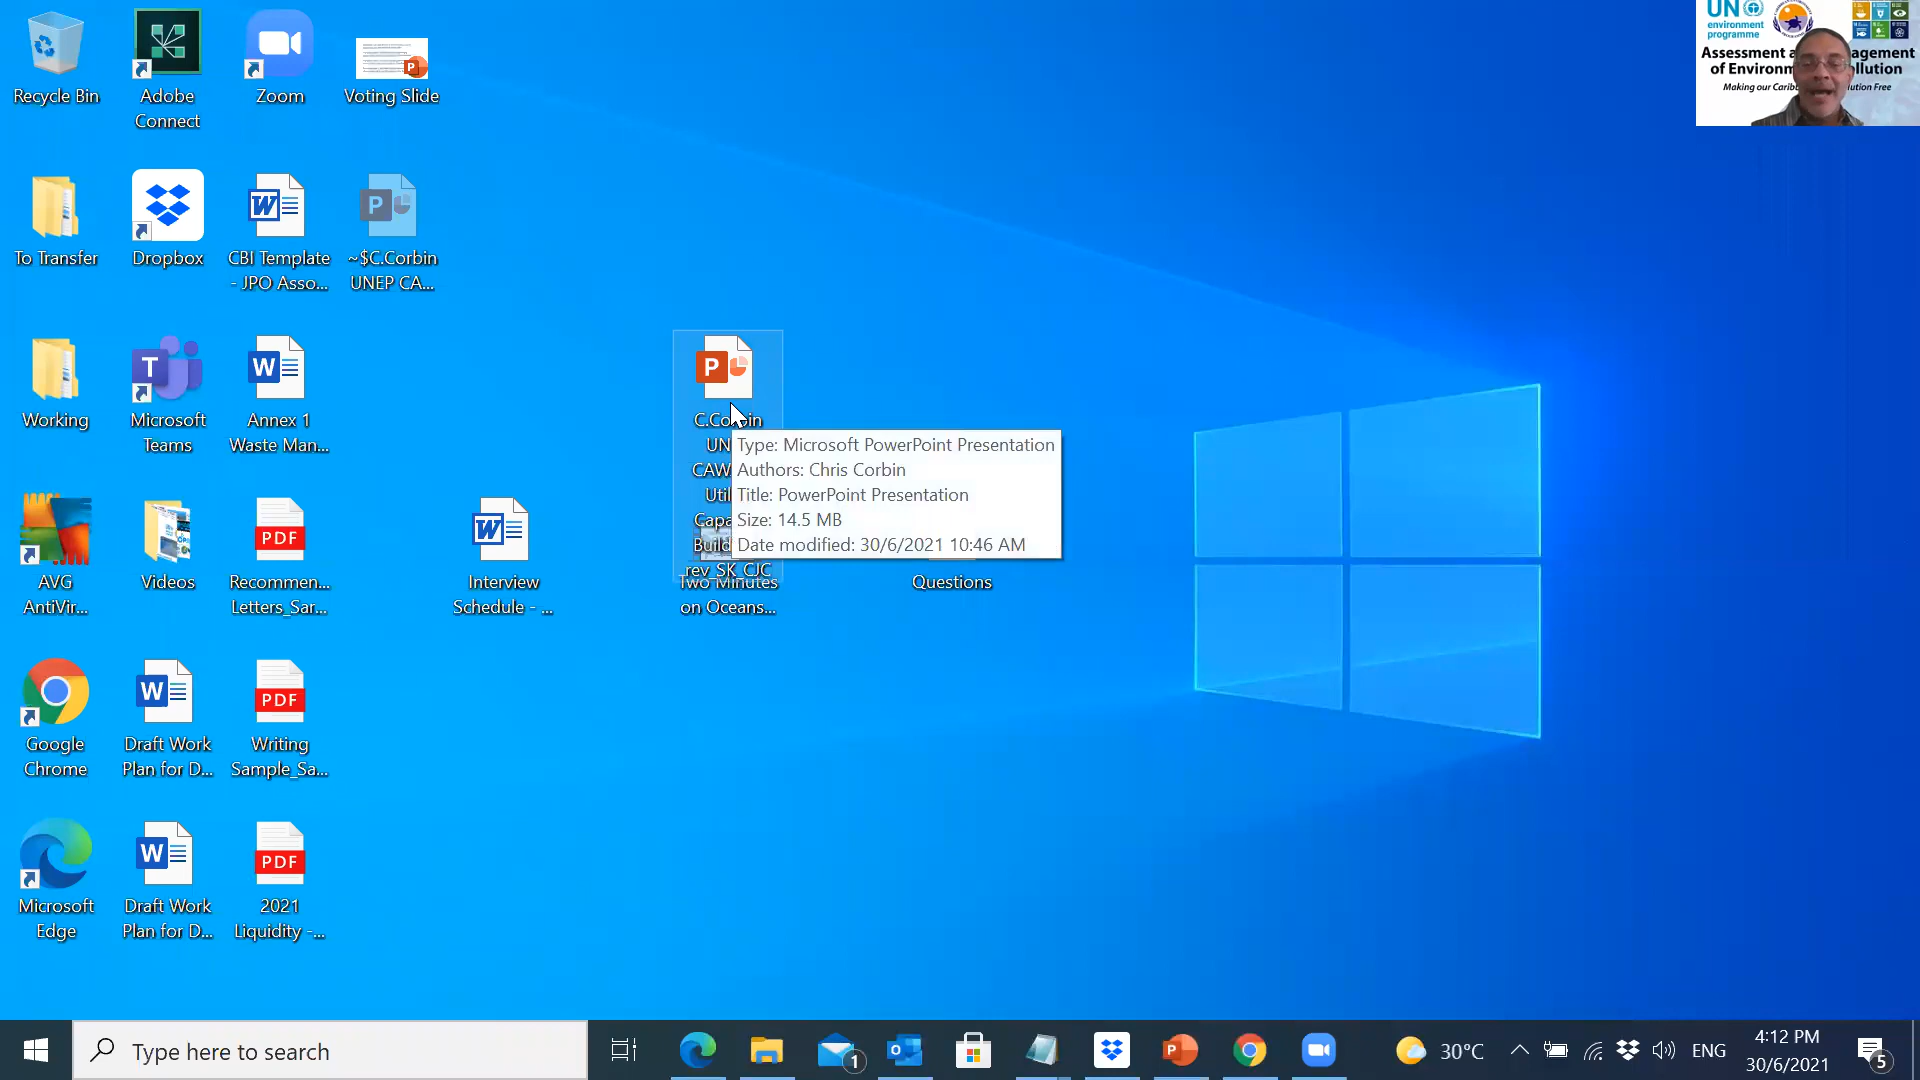 Recycle Bin
Adobe
Connect
Zoom
Voting Slide
To Transfer
Dropbox
CBI Template
- JPO Asso...
~$C.Corbin
UNEP CA...
Working
Microsoft
Teams
Annex 1
Waste Man...
AVG
AntiVir...
Videos
PDF
Recommen...
Letters_Sar...
Interview
Schedule - ...
C.Corbin
UN
CAW
Util
Capa
Build
rev_SK_CJC
Type: Microsoft PowerPoint Presentation
Authors: Chris Corbin
Title: PowerPoint Presentation
Size: 14.5 MB
Date modified: 30/6/2021 10:46 AM
Two Minutes
on Oceans...
Questions
Google
Chrome
Draft Work
Plan for D...
PDF
Writing
Sample_Sa...
Microsoft
Edge
Draft Work
Plan for D...
PDF
2021
Liquidity -...
UN
environment
programme
Assessment a agement
of Environm llution
Making our Carib ution Free
Type here to search
1
30°C
ENG
4:12 PM
30/6/2021
5